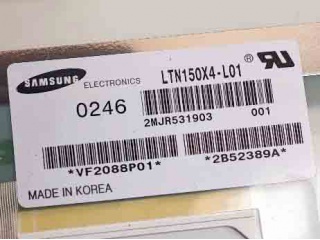 SAMSUNG ELECTRONICS LTN150X4-L01 ®
0246
2MJR531903 001
*VF2088P01* *2B52389A*
MADE IN KOREA